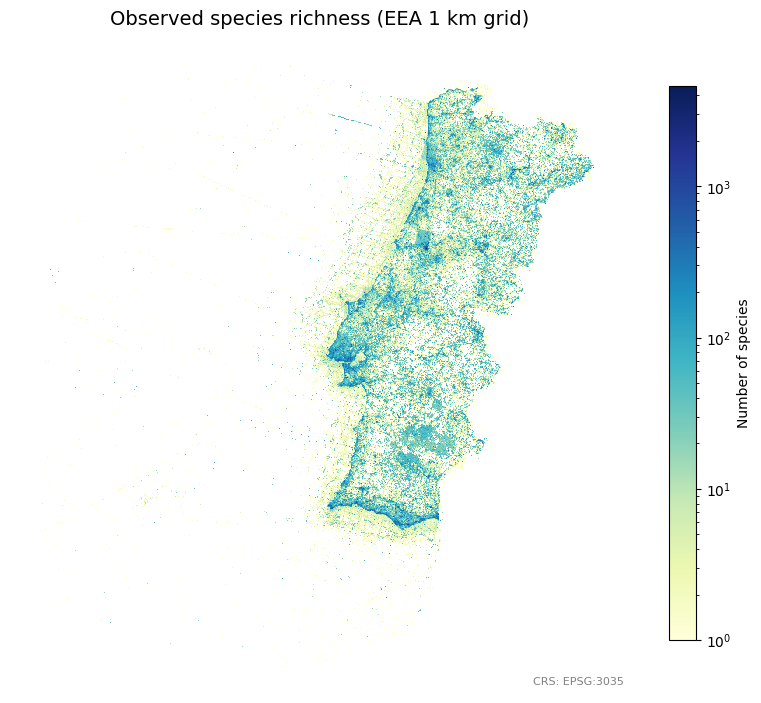 Observed species richness (EEA 1 km grid)
10³
10²
10¹
10⁰
Number of species
CRS: EPSG:3035